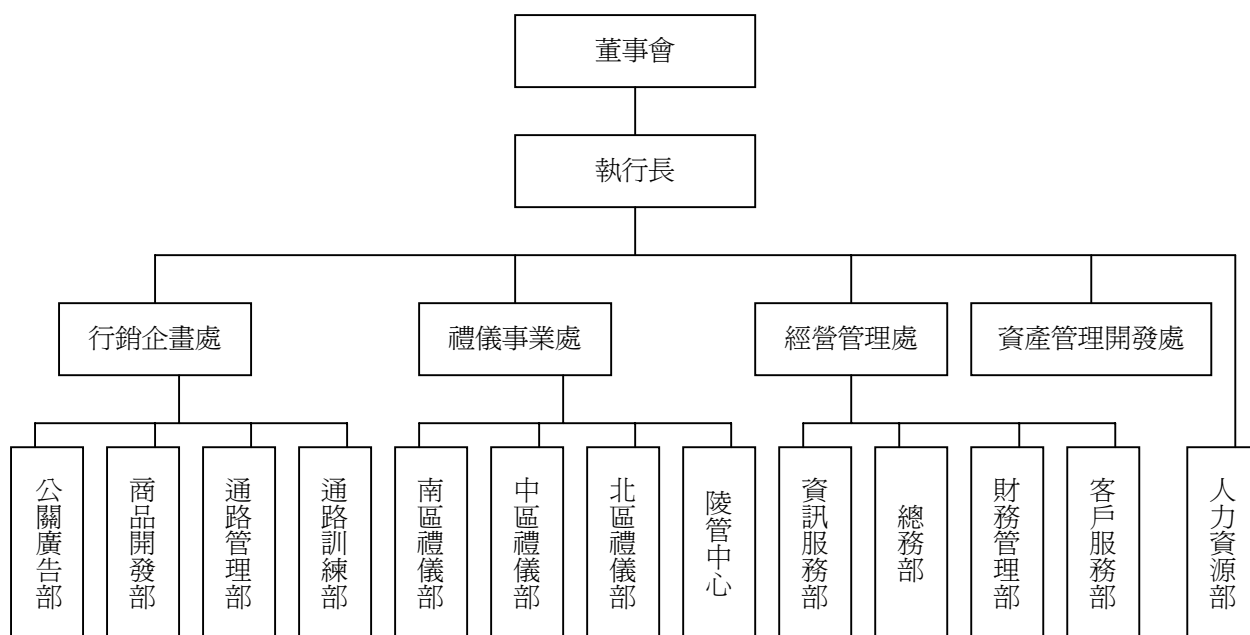 董事會
執行長
行銷企畫處
禮儀事業處
經營管理處
資產管理開發處
公關廣告部
商品開發部
通路管理部
通路訓練部
南區禮儀部
中區禮儀部
北區禮儀部
陵管中心
資訊服務部
總務部
財務管理部
客戶服務部
人力資源部